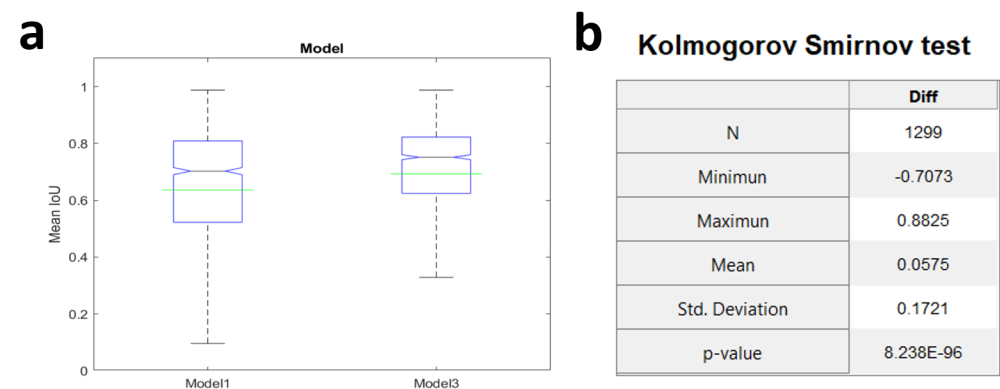 a
Model
Mean IoU
1
0.8
0.6
0.4
0.2
0
Model1 Model3
b
Kolmogorov Smirnov test
Diff
N 1299
Minimun -0.7073
Maximun 0.8825
Mean 0.0575
Std. Deviation 0.1721
p-value 8.238E-96